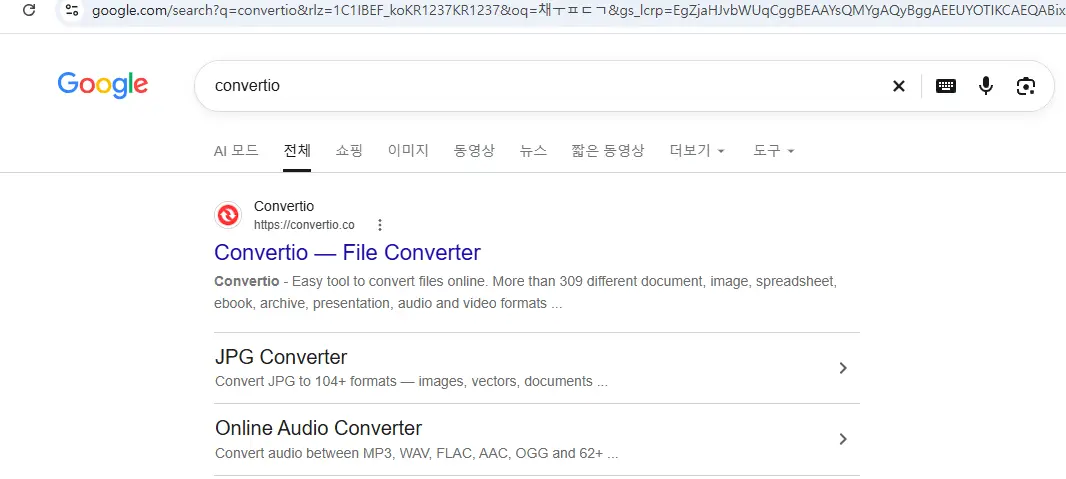 google.com/search?q=convertio&rlz=1C1IBEF_koKR1237KR1237&oq=채ㅜㅍㄷㄱ&gs_lcrp=EgZjaHJvbWUqCggBEAAYsQMYgAQyBggAEEUYOTIKCAEQABix
Google
convertio
AI 모드 전체 쇼핑 이미지 동영상 뉴스 짧은 동영상 더보기 도구
Convertio
https://convertio.co
Convertio — File Converter
Convertio - Easy tool to convert files online. More than 309 different document, image, spreadsheet,
ebook, archive, presentation, audio and video formats ...
JPG Converter
Convert JPG to 104+ formats — images, vectors, documents ...
Online Audio Converter
Convert audio between MP3, WAV, FLAC, AAC, OGG and 62+ ...